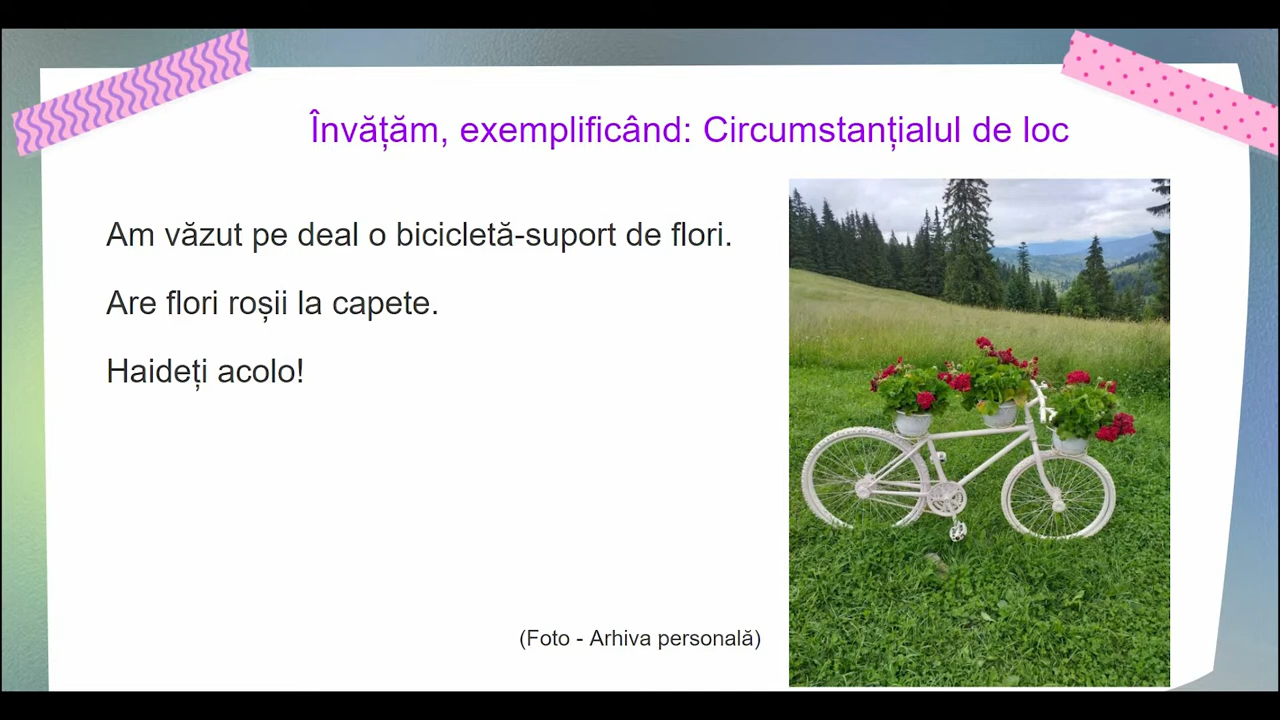 Învățăm, exemplificând: Circumstanțialul de loc
Am văzut pe deal o bicicletă-suport de flori.
Are flori roșii la capete.
Haideți acolo!
(Foto - Arhiva personală)